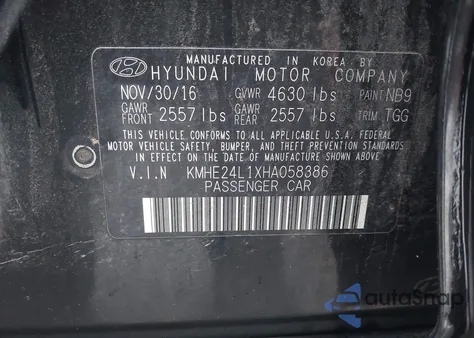 MANUFACTURED IN KOREA BY
HYUNDAI MOTOR COMPANY
NOV/30/16 GVWR 4630 lbs PAINT NB9
GAWR FRONT 2557 lbs GAWR REAR 2557 lbs TRIM TGG
THIS VEHICLE CONFORMS TO ALL APPLICABLE U.S.A. FEDERAL
MOTOR VEHICLE SAFETY, BUMPER, AND THEFT PREVENTION STANDARDS
IN EFFECT ON THE DATE OF MANUFACTURE SHOWN ABOVE.
V.I.N KMHE24L1XHA058386
PASSENGER CAR
autoSnap